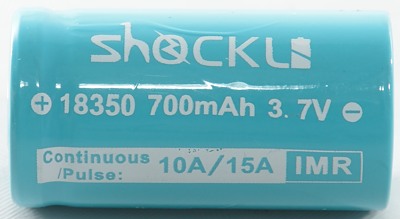 ShOCKLI
⊕ 18350 700mAh 3.7V ⊖
Continuous
/Pulse: 10A/15A IMR